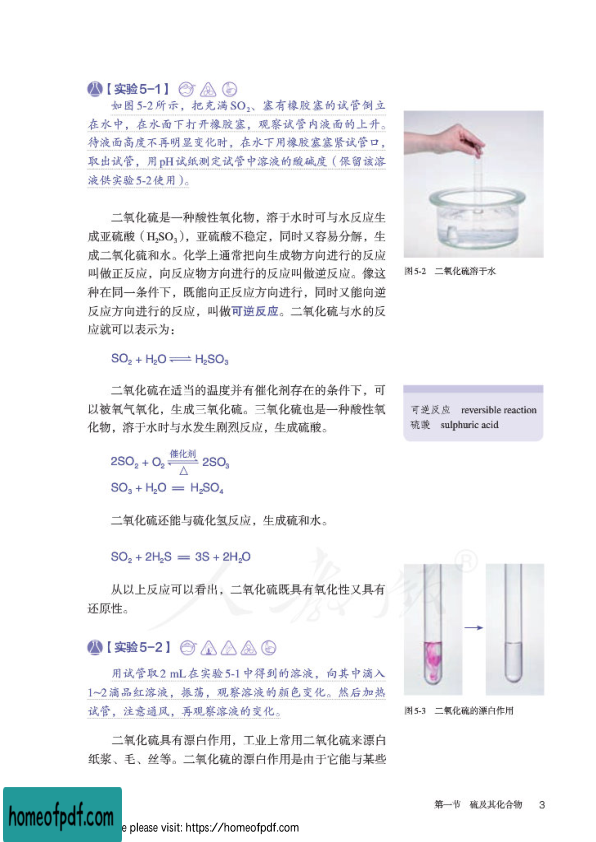 【实验5-1】
如图5-2所示，把充满SO₂、塞有橡胶塞的试管倒立
在水中，在水面下打开橡胶塞，观察试管内液面的上升。
待液面高度不再明显变化时，在水下用橡胶塞塞紧试管口，
取出试管，用pH试纸测定试管中溶液的酸碱度（保留该溶
液供实验5-2使用）。
二氧化硫是一种酸性氧化物，溶于水时可与水反应生
成亚硫酸（H₂SO₃），亚硫酸不稳定，同时又容易分解，生
成二氧化硫和水。化学上通常把向生成物方向进行的反应
叫做正反应，向反应物方向进行的反应叫做逆反应。像这
种在同一条件下，既能向正反应方向进行，同时又能向逆
反应方向进行的反应，叫做可逆反应。二氧化硫与水的反
应就可以表示为：
SO₂ + H₂O ⇌ H₂SO₃
图5-2 二氧化硫溶于水
二氧化硫在适当的温度并有催化剂存在的条件下，可
以被氧气氧化，生成三氧化硫。三氧化硫也是一种酸性氧
化物，溶于水时与水发生剧烈反应，生成硫酸。
可逆反应 reversible reaction
硫酸 sulphuric acid
催化剂
2SO₂ + O₂ ⇌ 2SO₃
△
SO₃ + H₂O = H₂SO₄
二氧化硫还能与硫化氢反应，生成硫和水。
SO₂ + 2H₂S = 3S + 2H₂O
从以上反应可以看出，二氧化硫既具有氧化性又具有
还原性。
【实验5-2】
用试管取2 mL在实验5-1中得到的溶液，向其中滴入
1~2滴品红溶液，振荡，观察溶液的颜色变化。然后加热
试管，注意通风，再观察溶液的变化。
图5-3 二氧化硫的漂白作用
二氧化硫具有漂白作用，工业上常用二氧化硫来漂白
纸浆、毛、丝等。二氧化硫的漂白作用是由于它能与某些
第一节 硫及其化合物 3
homeofpdf.com
please visit: https://homeofpdf.com